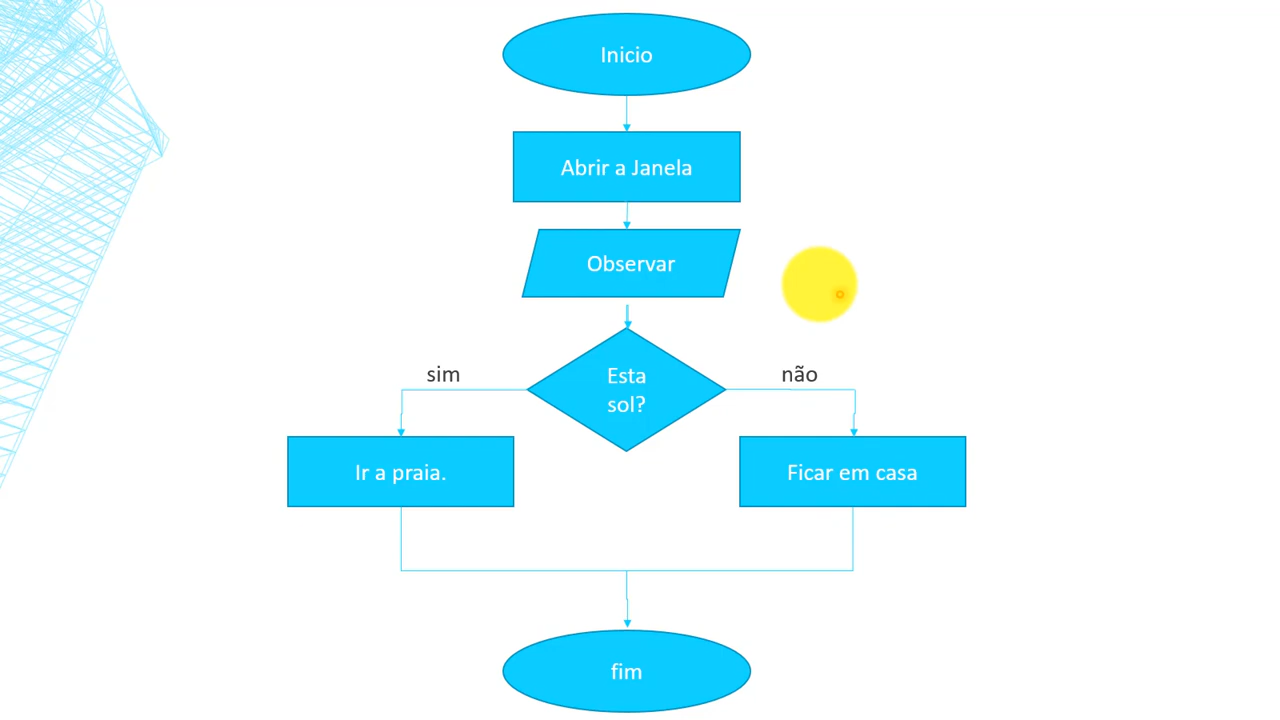 Inicio
Abrir a Janela
Observar
sim
não
Esta
sol?
Ir a praia.
Ficar em casa
fim